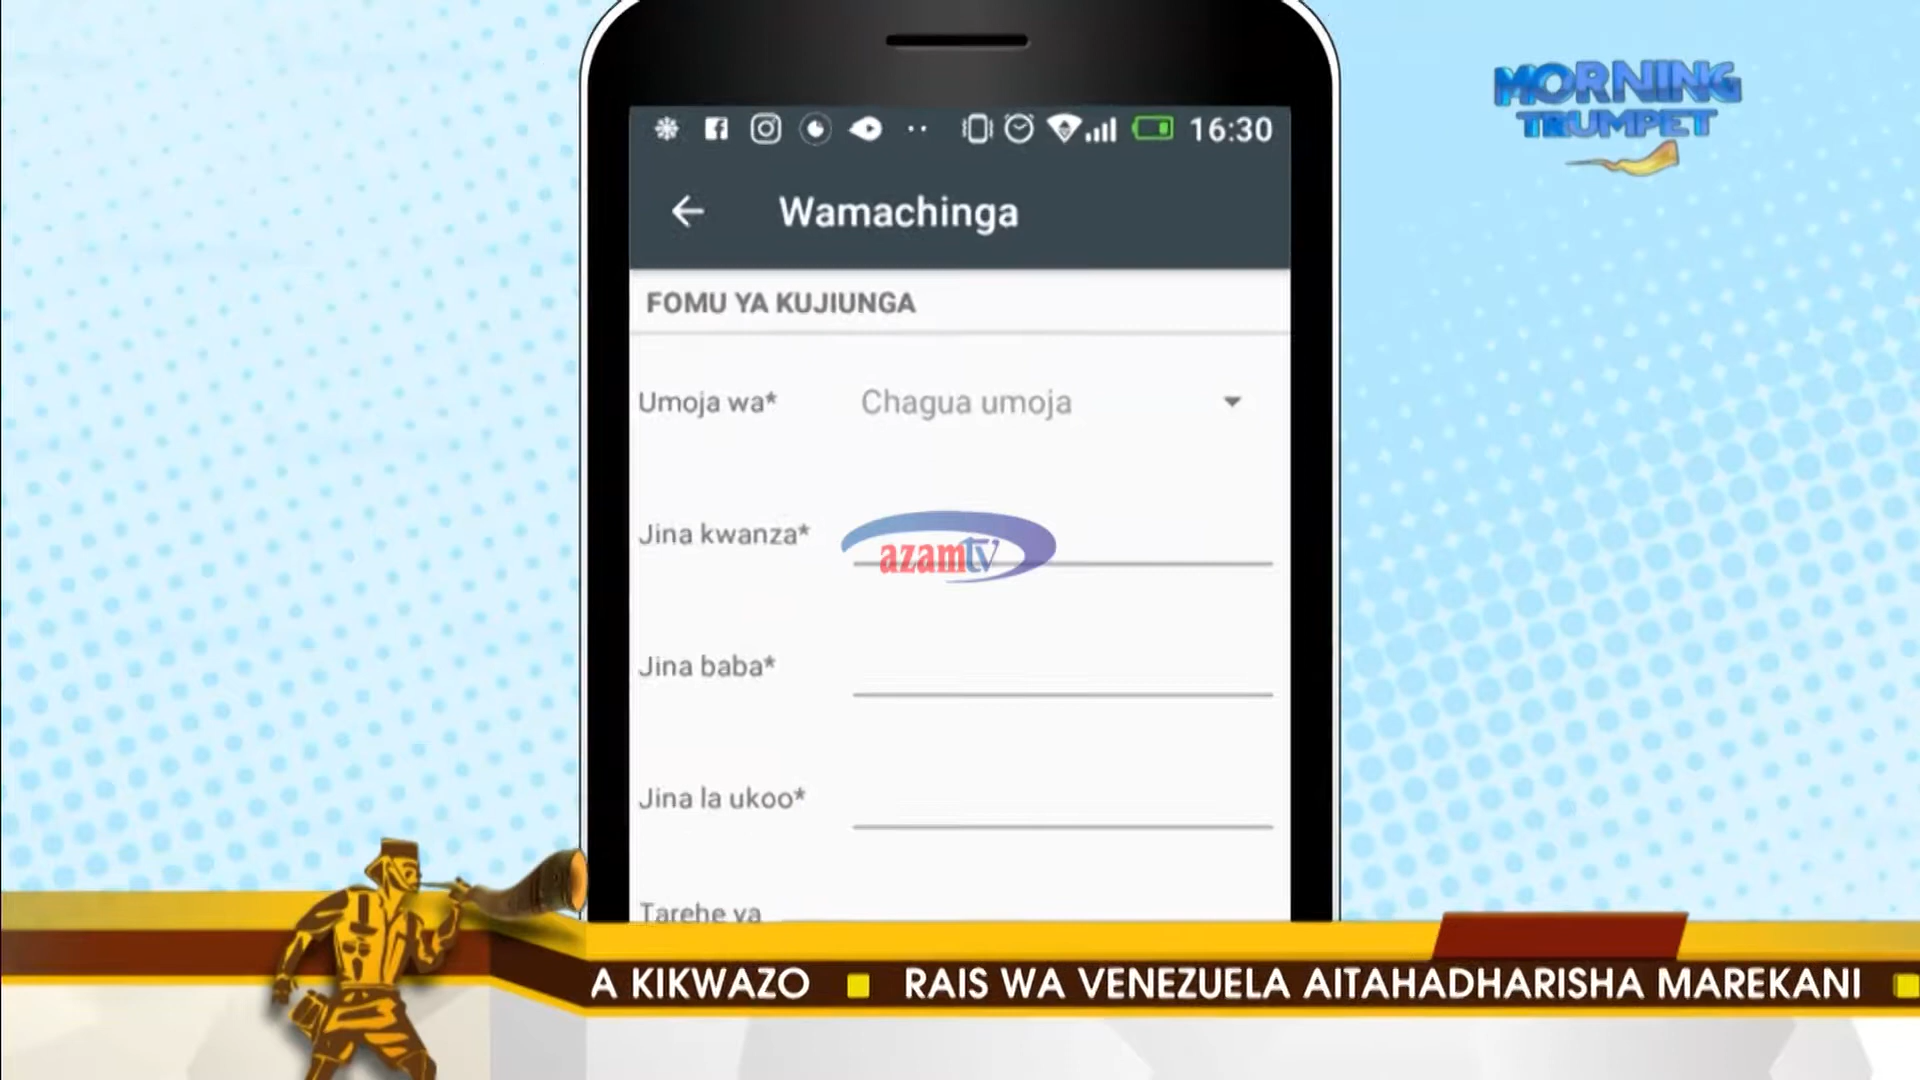 MORNING
TRUMPET
16:30
Wamachinga
FOMU YA KUJIUNGA
Umoja wa*
Chagua umoja
Jina kwanza*
azamtv
Jina baba*
Jina la ukoo*
Tarehe ya
A KIKWAZO
RAIS WA VENEZUELA AITAHADHARISHA MAREKANI